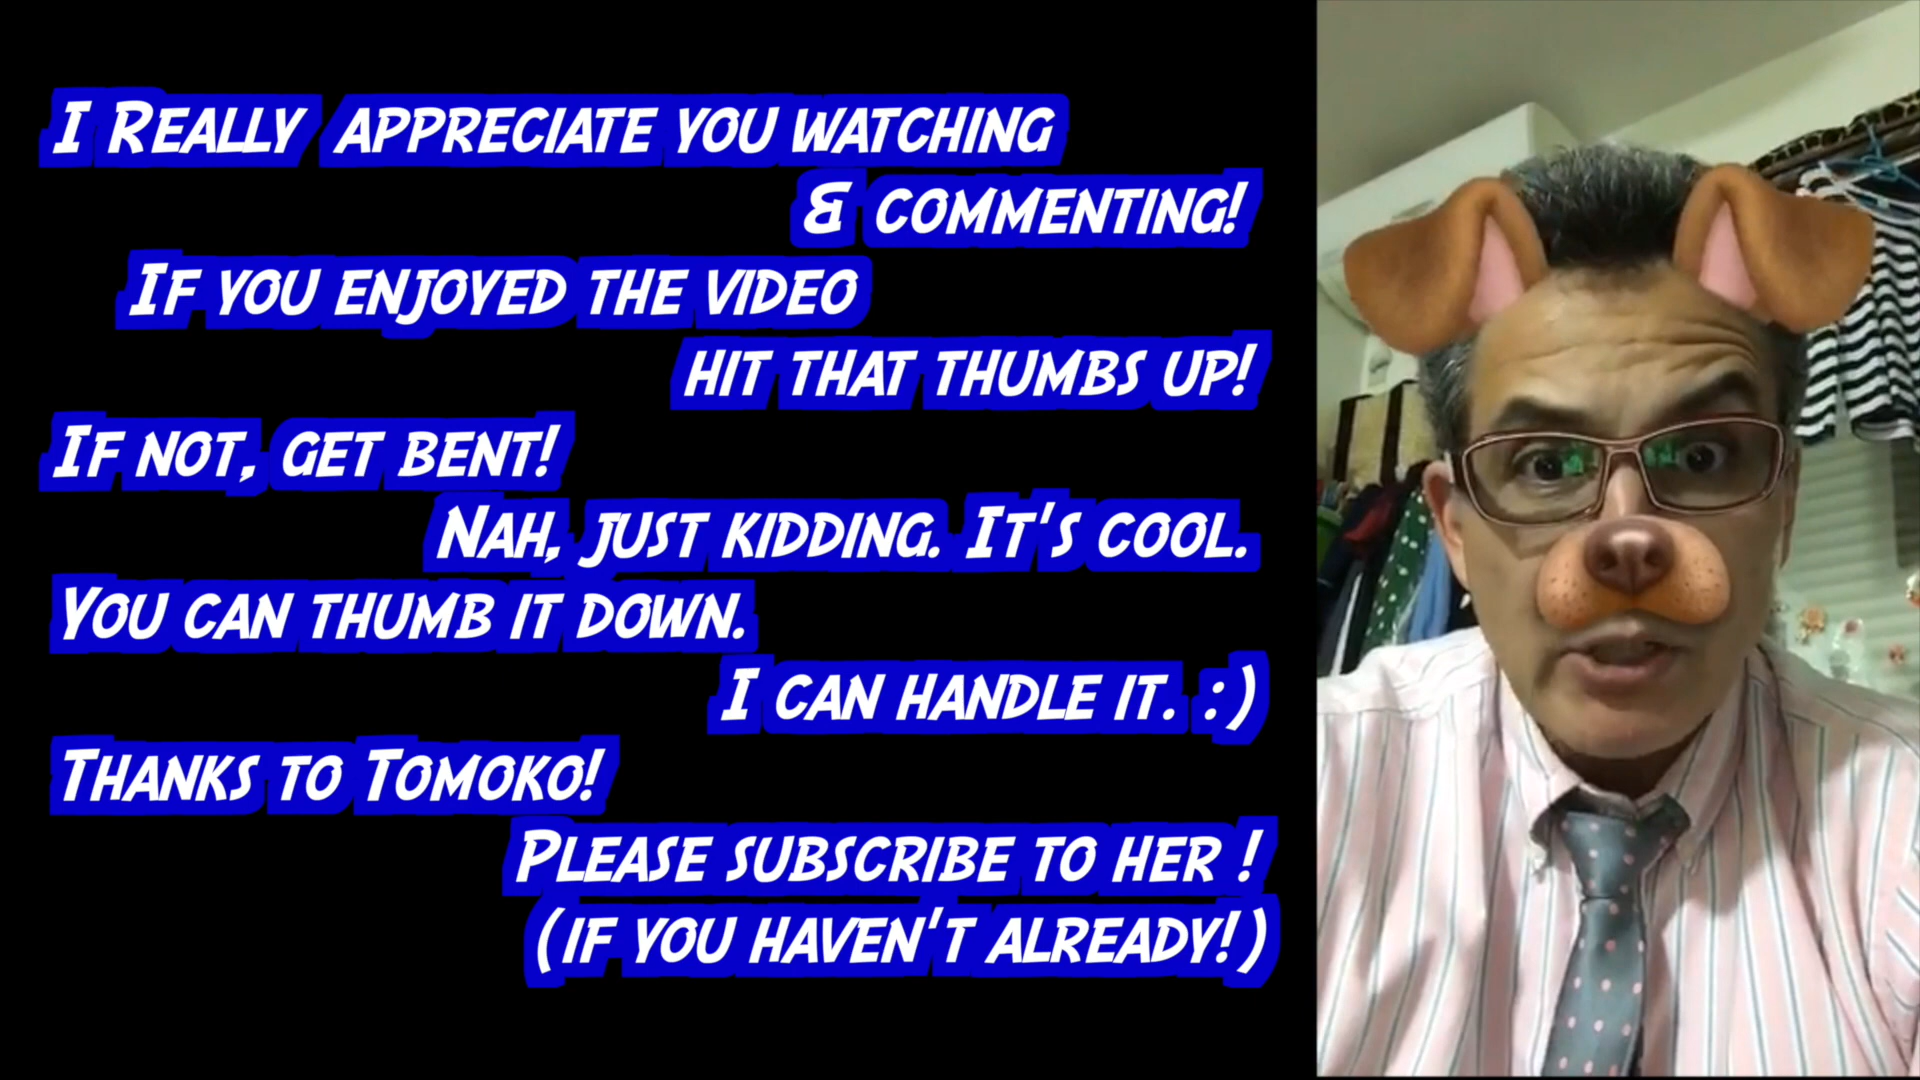 I Really appreciate you watching
& commenting!
If you enjoyed the video
hit that thumbs up!
If not, get bent!
Nah, just kidding. It's cool.
You can thumb it down.
I can handle it. :)
Thanks to Tomoko!
Please subscribe to her !
(if you haven't already!)